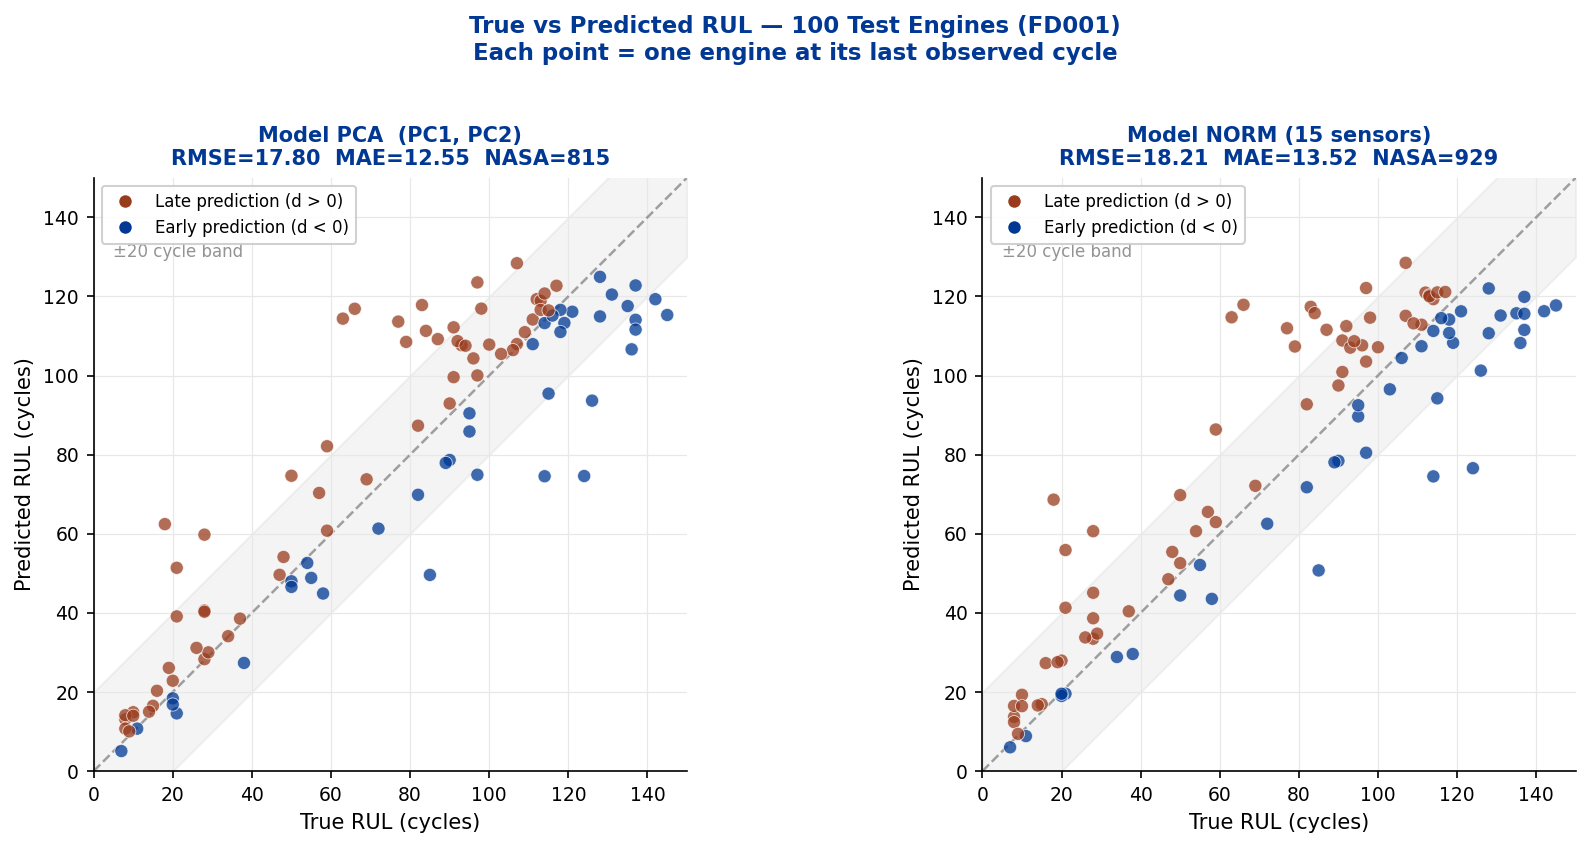 True vs Predicted RUL — 100 Test Engines (FD001)
Each point = one engine at its last observed cycle
Model PCA  (PC1, PC2)
RMSE=17.80  MAE=12.55  NASA=815
Late prediction (d > 0)
Early prediction (d < 0)
±20 cycle band
140
120
100
80
60
40
20
0
0 20 40 60 80 100 120 140
Predicted RUL (cycles)
True RUL (cycles)
Model NORM (15 sensors)
RMSE=18.21  MAE=13.52  NASA=929
Late prediction (d > 0)
Early prediction (d < 0)
±20 cycle band
140
120
100
80
60
40
20
0
0 20 40 60 80 100 120 140
Predicted RUL (cycles)
True RUL (cycles)